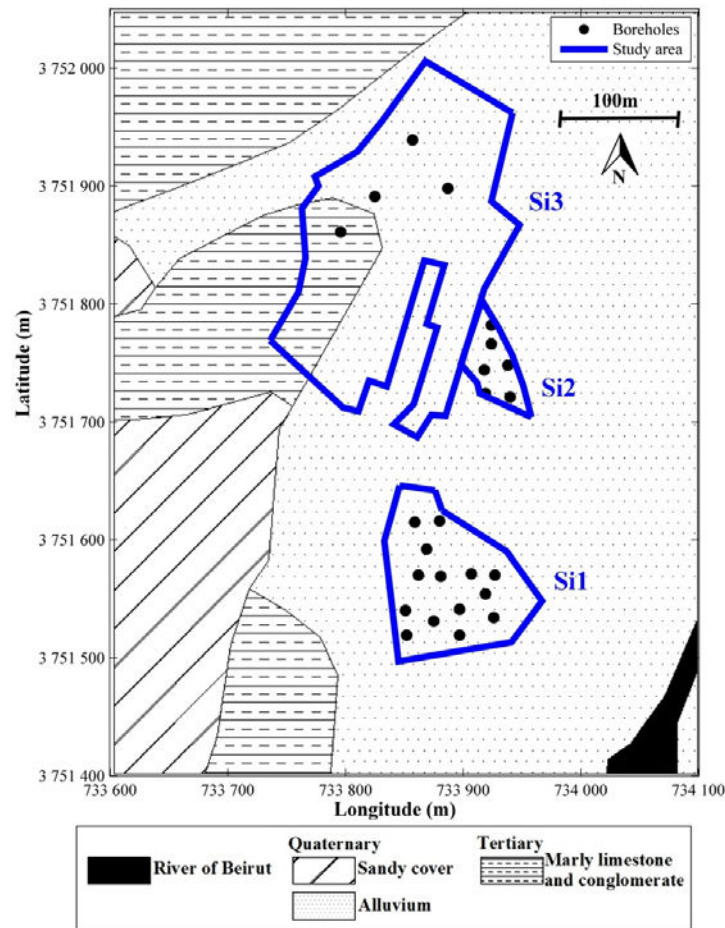 Boreholes
Study area
100m
N
Si3
Si2
Si1
3 752 000
3 751 900
3 751 800
3 751 700
3 751 600
3 751 500
3 751 400
Latitude (m)
733 600 733 700 733 800 733 900 734 000 734 100
Longitude (m)
Quaternary Tertiary
River of Beirut Sandy cover Marly limestone
and conglomerate
Alluvium